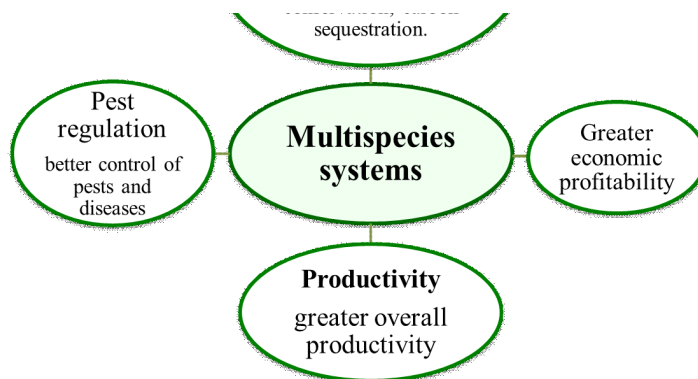 sequestration.
Pest
regulation
better control of
pests and
diseases
Multispecies
systems
Greater
economic
profitability
Productivity
greater overall
productivity